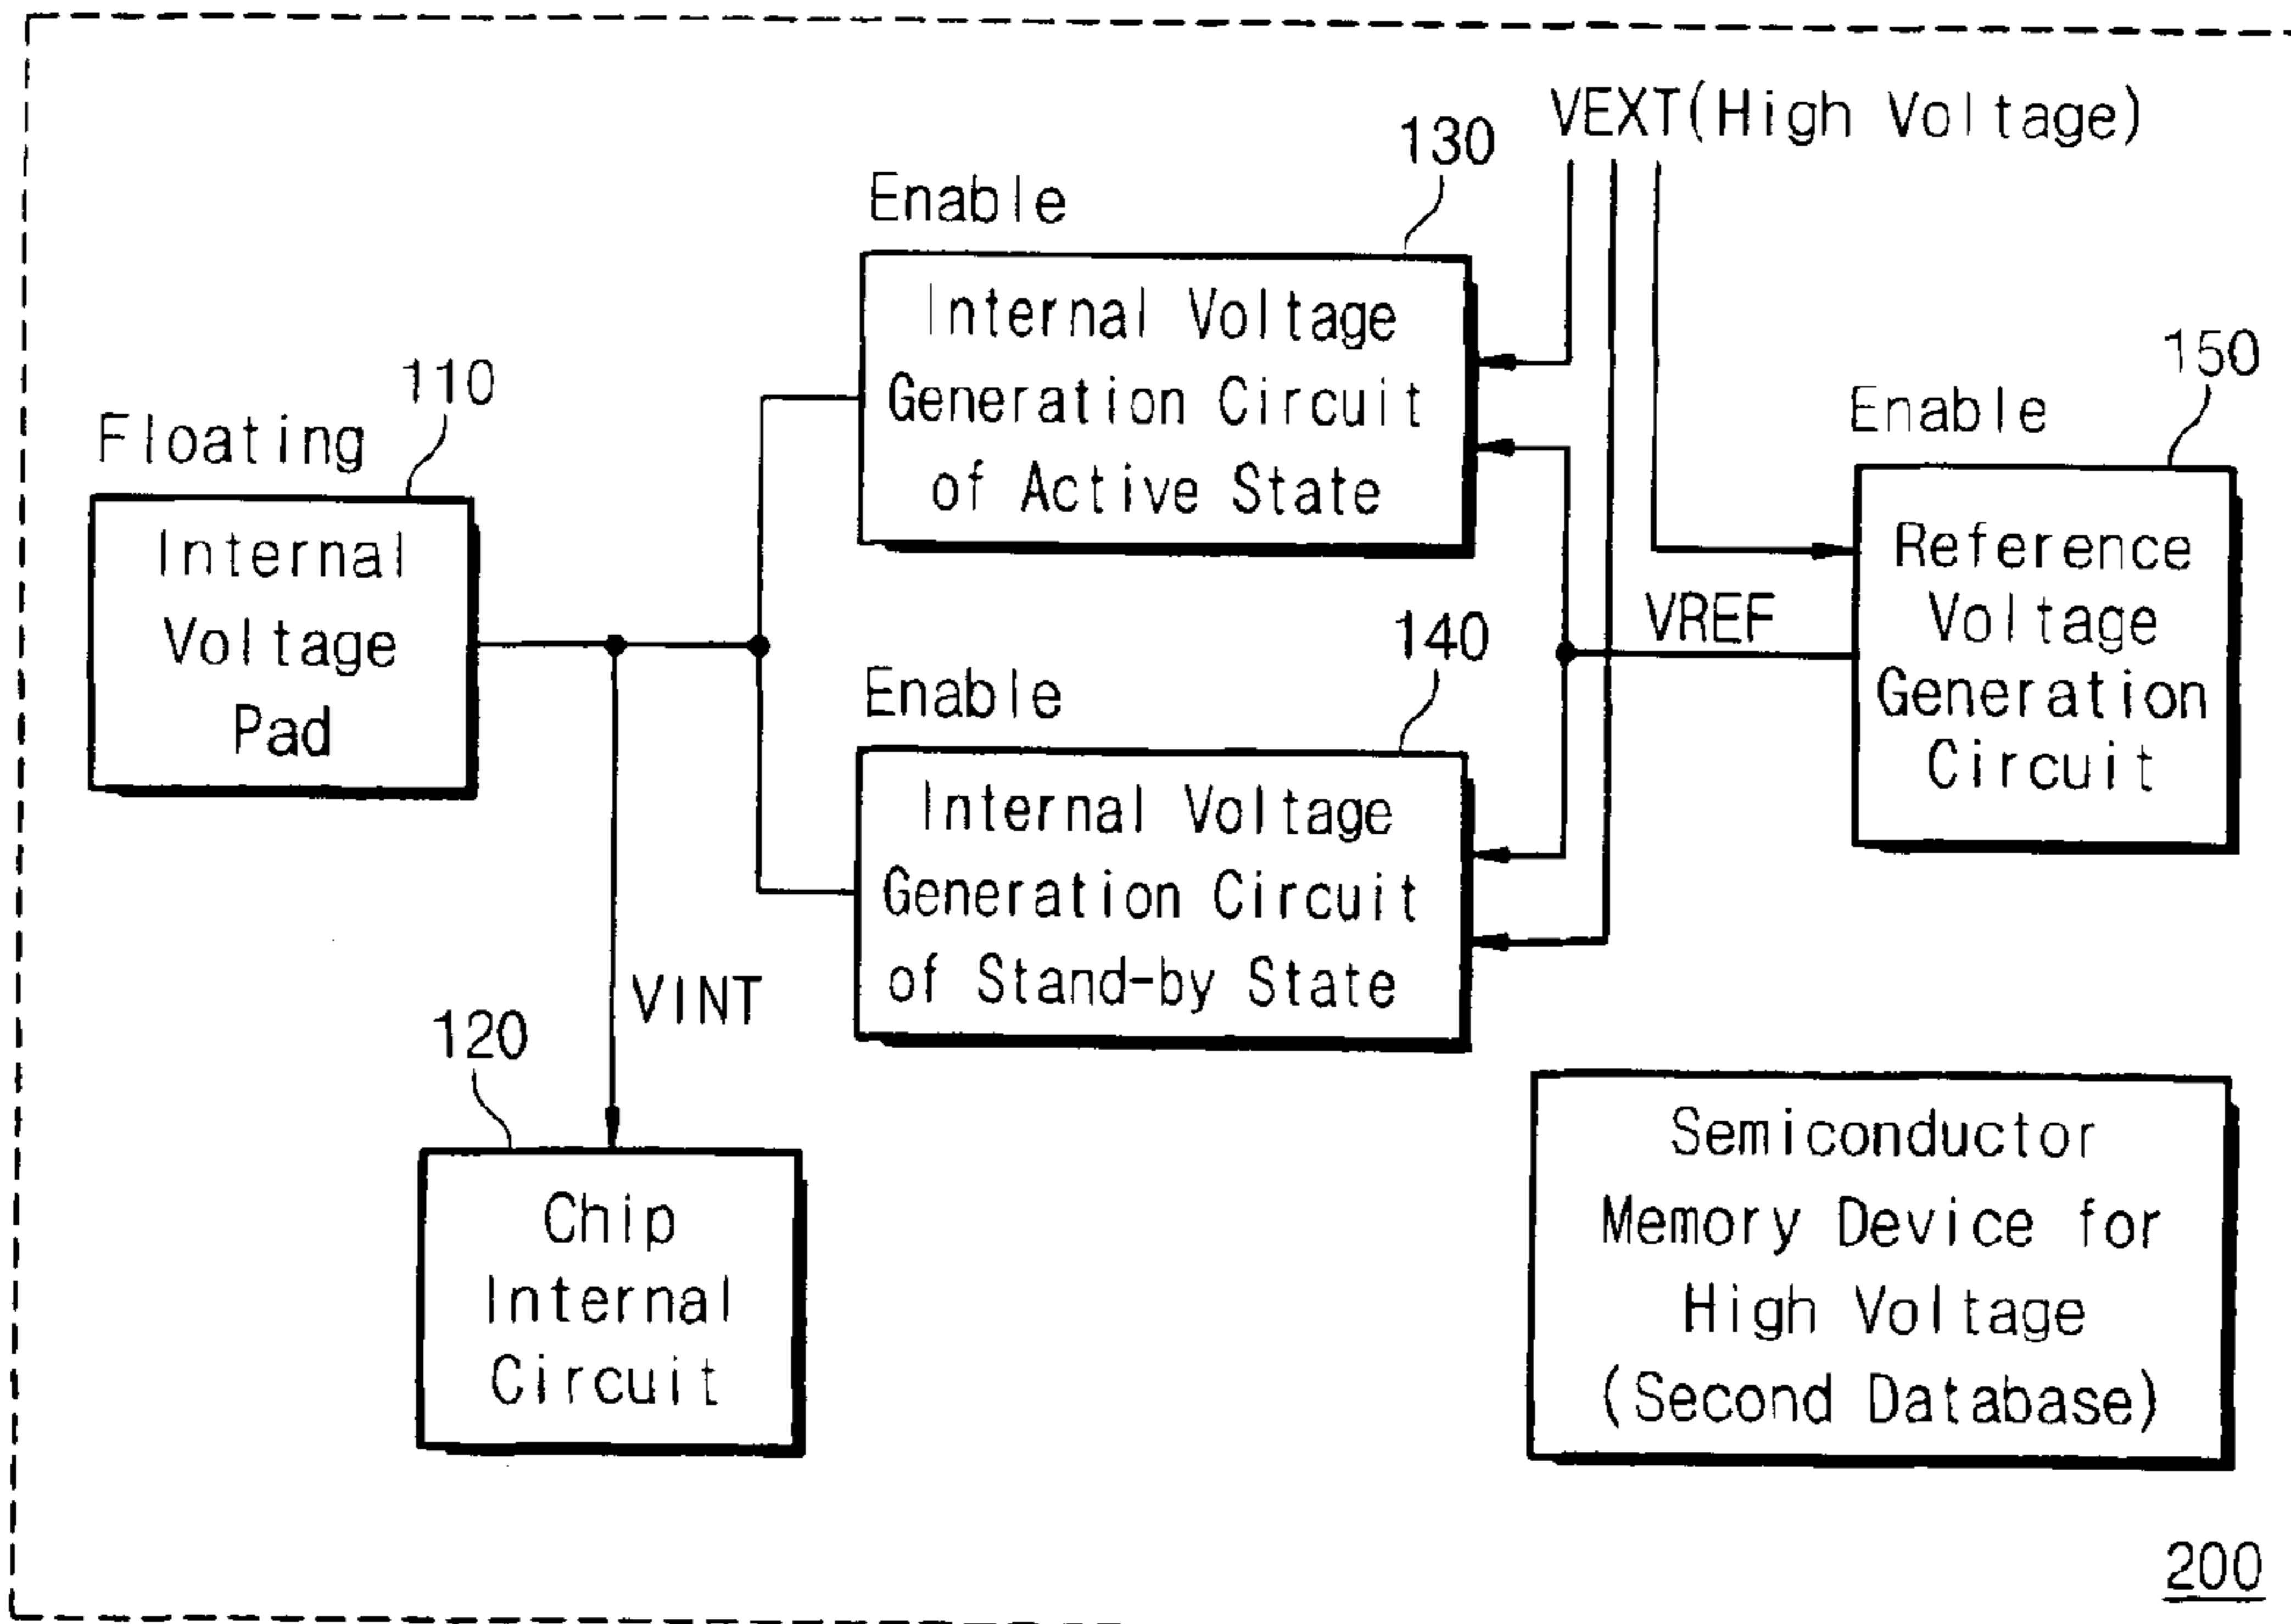 VEXT(High Voltage)
130
Enable
Internal Voltage
Generation Circuit
of Active State
150
Enable
Reference
Voltage
Generation
Circuit
110
Floating
Internal
Voltage
Pad
VREF
140
Enable
Internal Voltage
Generation Circuit
of Stand-by State
VINT
120
Chip
Internal
Circuit
Semiconductor
Memory Device for
High Voltage
(Second Database)
200